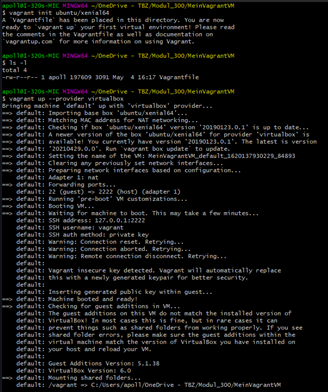 apoll@I-320-MIC MINGW64 ~/OneDrive - TBZ/Modul_300/MeinVagrantVM
$ vagrant init ubuntu/xenial64
A `Vagrantfile` has been placed in this directory. You are now
ready to `vagrant up` your first virtual environment! Please read
the comments in the Vagrantfile as well as documentation on
`vagrantup.com` for more information on using Vagrant.
apoll@I-320-MIC MINGW64 ~/OneDrive - TBZ/Modul_300/MeinVagrantVM
$ ls -l
total 4
-rw-r--r-- 1 apoll 197609 3091 May  4 16:17 Vagrantfile
apoll@I-320-MIC MINGW64 ~/OneDrive - TBZ/Modul_300/MeinVagrantVM
$ vagrant up --provider virtualbox
Bringing machine 'default' up with 'virtualbox' provider...
==> default: Importing base box 'ubuntu/xenial64'...
==> default: Matching MAC address for NAT networking...
==> default: Checking if box 'ubuntu/xenial64' version '20190123.0.1' is up to date...
==> default: A newer version of the box 'ubuntu/xenial64' for provider 'virtualbox' is
==> default: available! You currently have version '20190123.0.1'. The latest is version
==> default: '20210429.0.0'. Run `vagrant box update` to update.
==> default: Setting the name of the VM: MeinVagrantVM_default_1620137930229_84893
==> default: Clearing any previously set network interfaces...
==> default: Preparing network interfaces based on configuration...
default: Adapter 1: nat
==> default: Forwarding ports...
default: 22 (guest) => 2222 (host) (adapter 1)
==> default: Running 'pre-boot' VM customizations...
==> default: Booting VM...
==> default: Waiting for machine to boot. This may take a few minutes...
default: SSH address: 127.0.0.1:2222
default: SSH username: vagrant
default: SSH auth method: private key
default: Warning: Connection reset. Retrying...
default: Warning: Connection aborted. Retrying...
default: Warning: Remote connection disconnect. Retrying...
default:
default: Vagrant insecure key detected. Vagrant will automatically replace
default: this with a newly generated keypair for better security.
default:
default: Inserting generated public key within guest...
==> default: Machine booted and ready!
==> default: Checking for guest additions in VM...
default: The guest additions on this VM do not match the installed version of
default: VirtualBox! In most cases this is fine, but in rare cases it can
default: prevent things such as shared folders from working properly. If you see
default: shared folder errors, please make sure the guest additions within the
default: virtual machine match the version of VirtualBox you have installed on
default: your host and reload your VM.
default:
default: Guest Additions Version: 5.1.38
default: VirtualBox Version: 6.0
==> default: Mounting shared folders...
default: /vagrant => C:/Users/apoll/OneDrive - TBZ/Modul_300/MeinVagrantVM